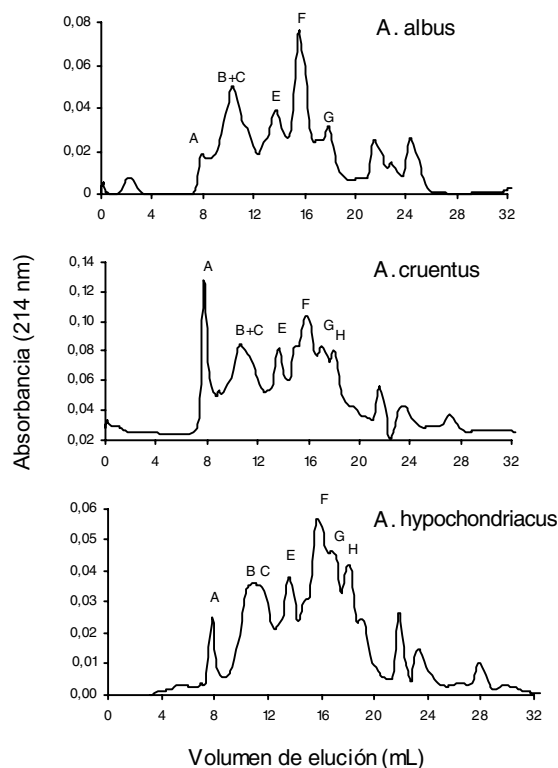 A. albus
0,08
0,06
0,04
0,02
0
A
B+C
E
F
G
0 4 8 12 16 20 24 28 32
A. cruentus
0,14
0,12
0,10
0,08
0,06
0,04
0,02
A
B+C
E
F
G
H
0 4 8 12 16 20 24 28 32
Absorbancia (214 nm)
A. hypochondriacus
0,06
0,05
0,04
0,03
0,02
0,01
0,00
A
B C
E
F
G
H
0 4 8 12 16 20 24 28 32
Volumen de elución (mL)